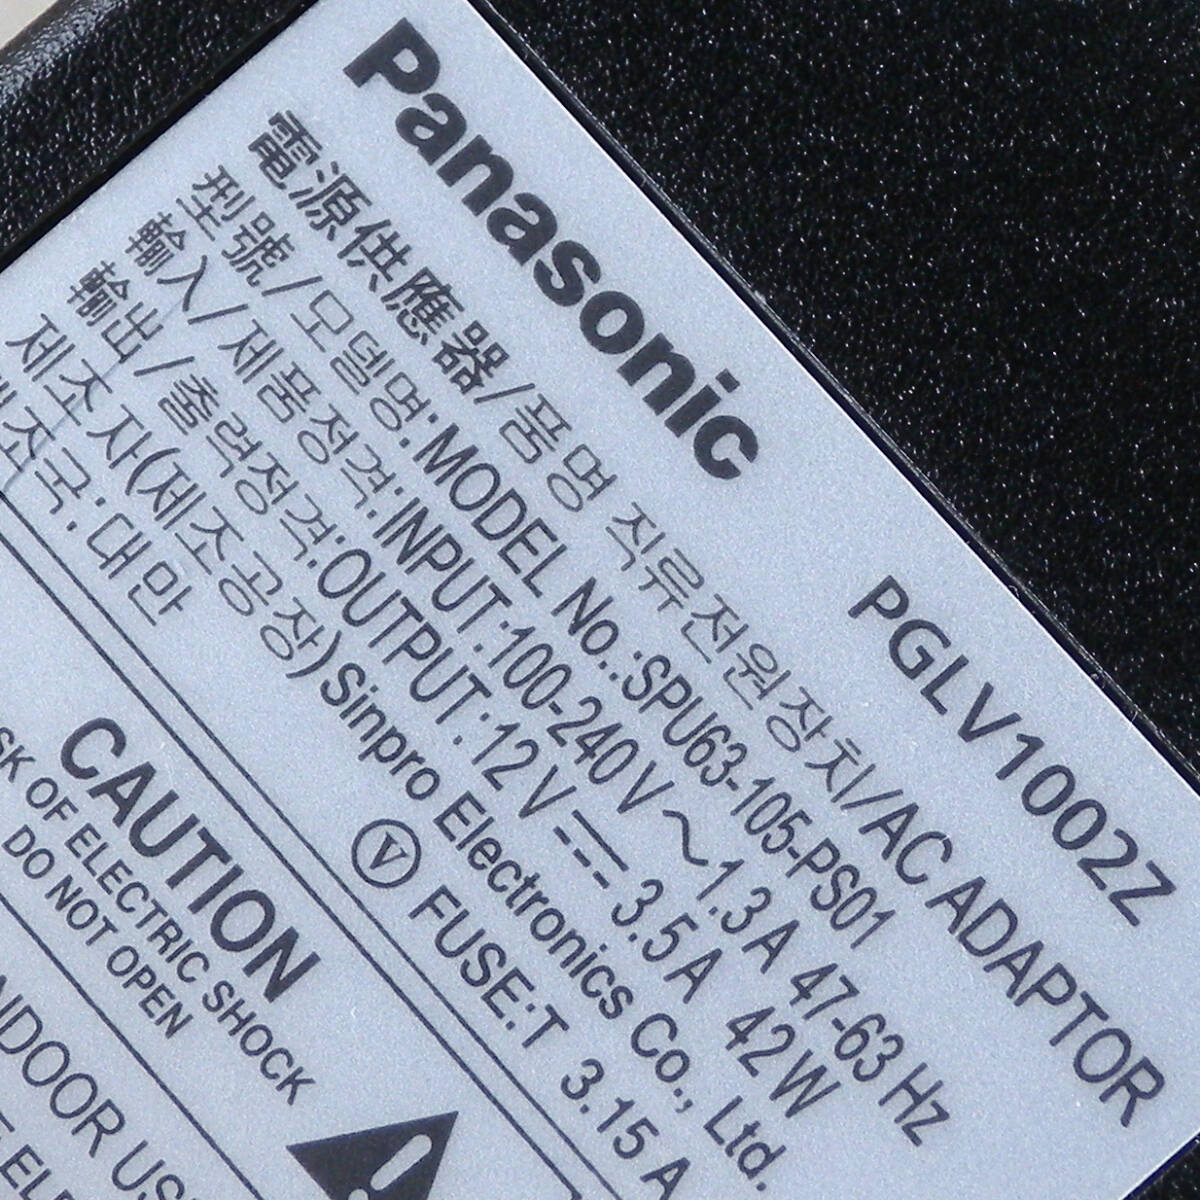 Panasonic PGLV1002Z
電源供應器/품명 직류전원장치/AC ADAPTOR
型號/모델명:MODEL No.:SPU63-105-PS01
輸入/제품정격:INPUT:100-240V～1.3A 47-63Hz
輸出/출력정격:OUTPUT:12V⎓3.5A 42W
제조자(제조공장)Sinpro Electronics Co., Ltd.
제조국:대만
Ⓥ FUSE:T 3.15A
CAUTION
OF ELECTRIC SHOCK
DO NOT OPEN